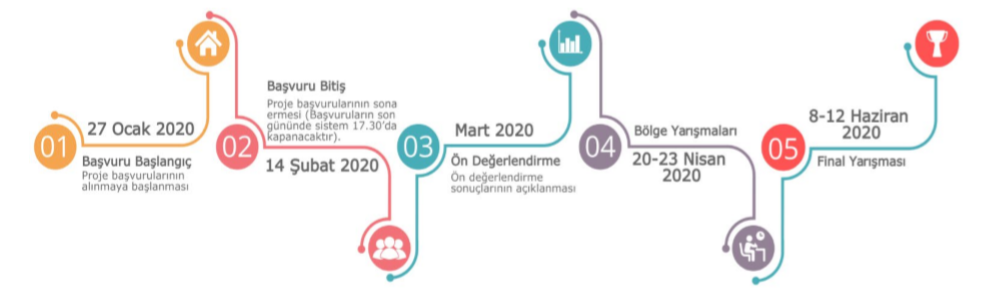 01
27 Ocak 2020
Başvuru Başlangıç
Proje başvurularının
alınmaya başlanması
02
Başvuru Bitiş
Proje başvurularının sona
ermesi (Başvuruların son
gününde sistem 17.30'da
kapanacaktır).
14 Şubat 2020
03
Mart 2020
Ön Değerlendirme
Ön değerlendirme
sonuçlarının açıklanması
04
Bölge Yarışmaları
20-23 Nisan
2020
05
8-12 Haziran
2020
Final Yarışması